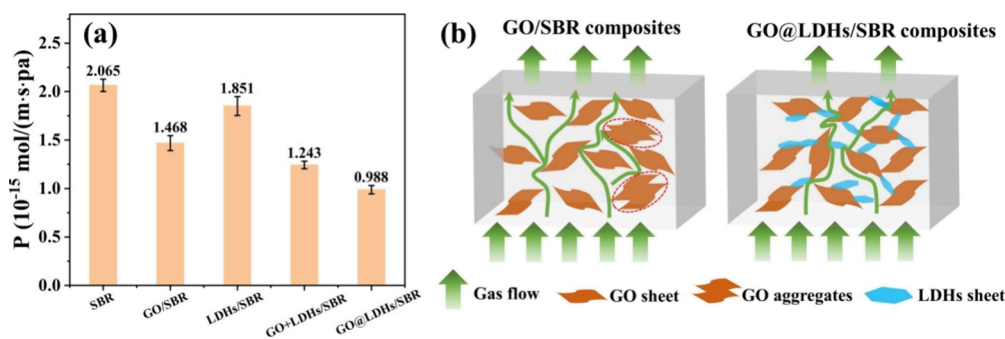 (a)
P (10⁻¹⁵ mol/(m·s·pa)
2.5
2.0
1.5
1.0
0.5
0.0
2.065
1.468
1.851
1.243
0.988
SBR
GO/SBR
LDHs/SBR
GO+LDHs/SBR
GO@LDHs/SBR
(b)
GO/SBR composites
GO@LDHs/SBR composites
Gas flow
GO sheet
GO aggregates
LDHs sheet